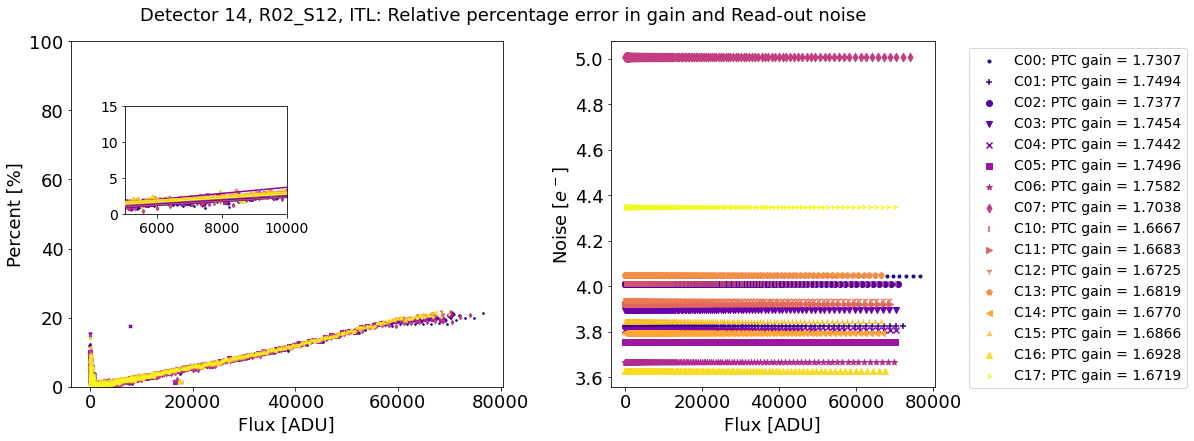 Detector 14, R02_S12, ITL: Relative percentage error in gain and Read-out noise
Percent [%]
100
80
60
40
20
0
15
10
5
0
6000 8000 10000
0 20000 40000 60000 80000
Flux [ADU]
Noise [e⁻]
5.0
4.8
4.6
4.4
4.2
4.0
3.8
3.6
0 20000 40000 60000 80000
Flux [ADU]
C00: PTC gain = 1.7307
C01: PTC gain = 1.7494
C02: PTC gain = 1.7377
C03: PTC gain = 1.7454
C04: PTC gain = 1.7442
C05: PTC gain = 1.7496
C06: PTC gain = 1.7582
C07: PTC gain = 1.7038
C10: PTC gain = 1.6667
C11: PTC gain = 1.6683
C12: PTC gain = 1.6725
C13: PTC gain = 1.6819
C14: PTC gain = 1.6770
C15: PTC gain = 1.6866
C16: PTC gain = 1.6928
C17: PTC gain = 1.6719